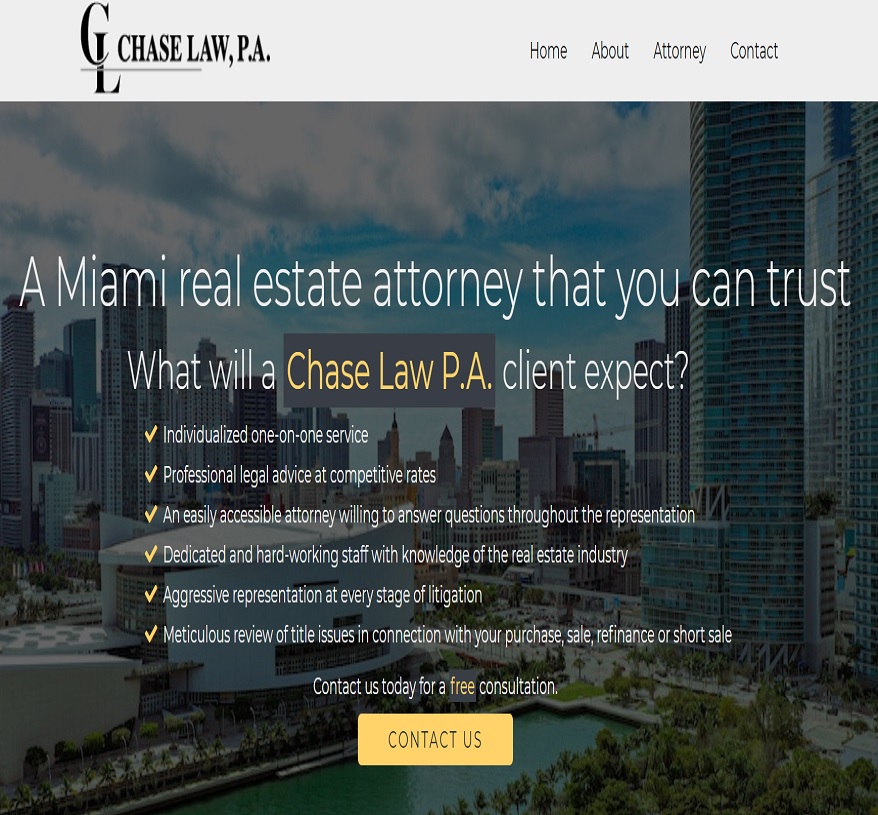 CL CHASE LAW, P.A.
Home About Attorney Contact
A Miami real estate attorney that you can trust
What will a Chase Law P.A. client expect?
Individualized one-on-one service
Professional legal advice at competitive rates
An easily accessible attorney willing to answer questions throughout the representation
Dedicated and hard-working staff with knowledge of the real estate industry
Aggressive representation at every stage of litigation
Meticulous review of title issues in connection with your purchase, sale, refinance or short sale
Contact us today for a free consultation.
CONTACT US